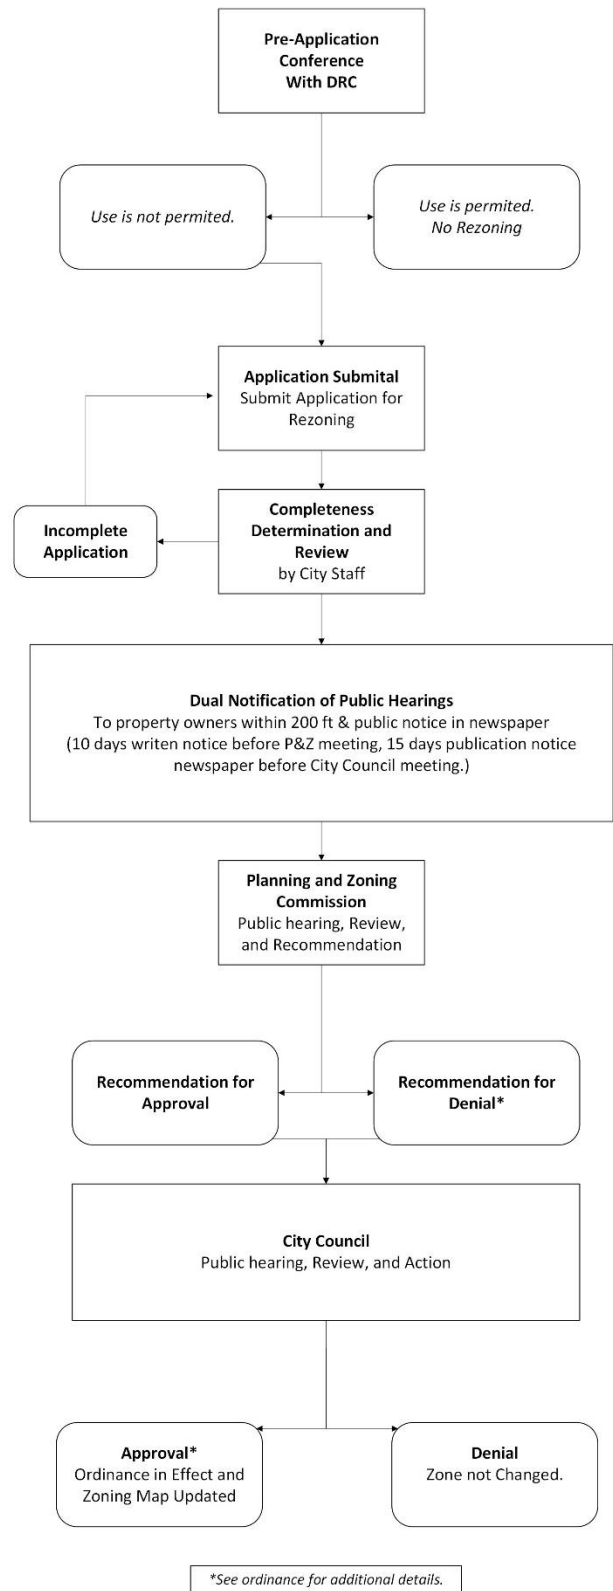 Pre-Application
Conference
With DRC
Use is not permited.
Use is permited.
No Rezoning
Application Submital
Submit Application for
Rezoning
Incomplete
Application
Completeness
Determination and
Review
by City Staff
Dual Notification of Public Hearings
To property owners within 200 ft & public notice in newspaper
(10 days writen notice before P&Z meeting, 15 days publication notice
newspaper before City Council meeting.)
Planning and Zoning
Commission
Public hearing, Review,
and Recommendation
Recommendation for
Approval
Recommendation for
Denial*
City Council
Public hearing, Review, and Action
Approval*
Ordinance in Effect and
Zoning Map Updated
Denial
Zone not Changed.
*See ordinance for additional details.